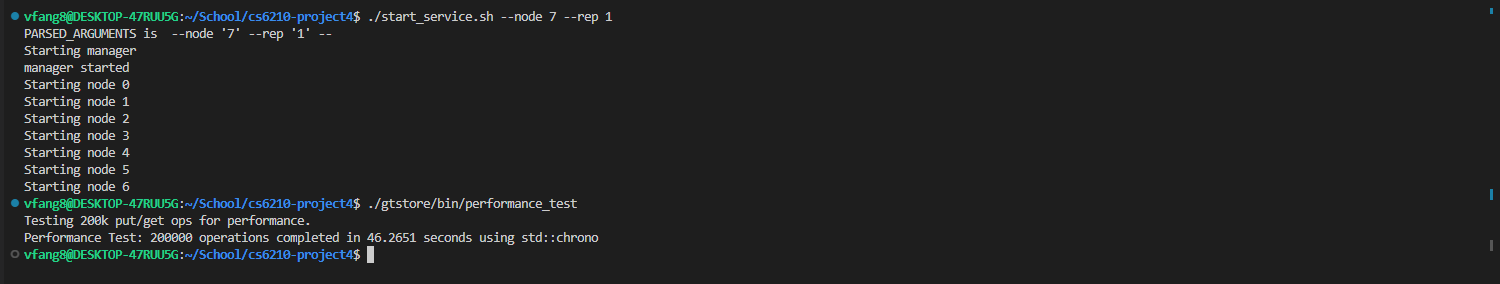 vfang8@DESKTOP-47RUU5G:~/School/cs6210-project4$ ./start_service.sh --node 7 --rep 1
PARSED_ARGUMENTS is  --node '7' --rep '1' --
Starting manager
manager started
Starting node 0
Starting node 1
Starting node 2
Starting node 3
Starting node 4
Starting node 5
Starting node 6
vfang8@DESKTOP-47RUU5G:~/School/cs6210-project4$ ./gtstore/bin/performance_test
Testing 200k put/get ops for performance.
Performance Test: 200000 operations completed in 46.2651 seconds using std::chrono
vfang8@DESKTOP-47RUU5G:~/School/cs6210-project4$